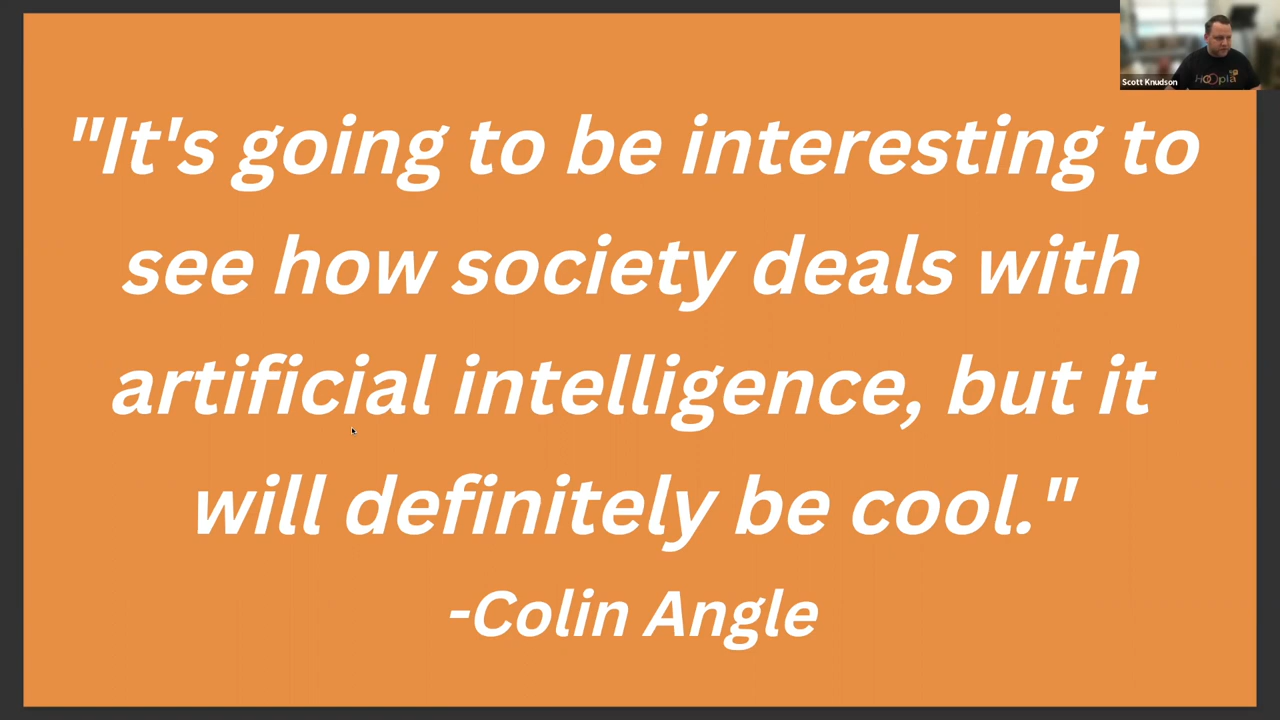 Scott Knudson
Hoopla
"It's going to be interesting to
see how society deals with
artificial intelligence, but it
will definitely be cool."
-Colin Angle